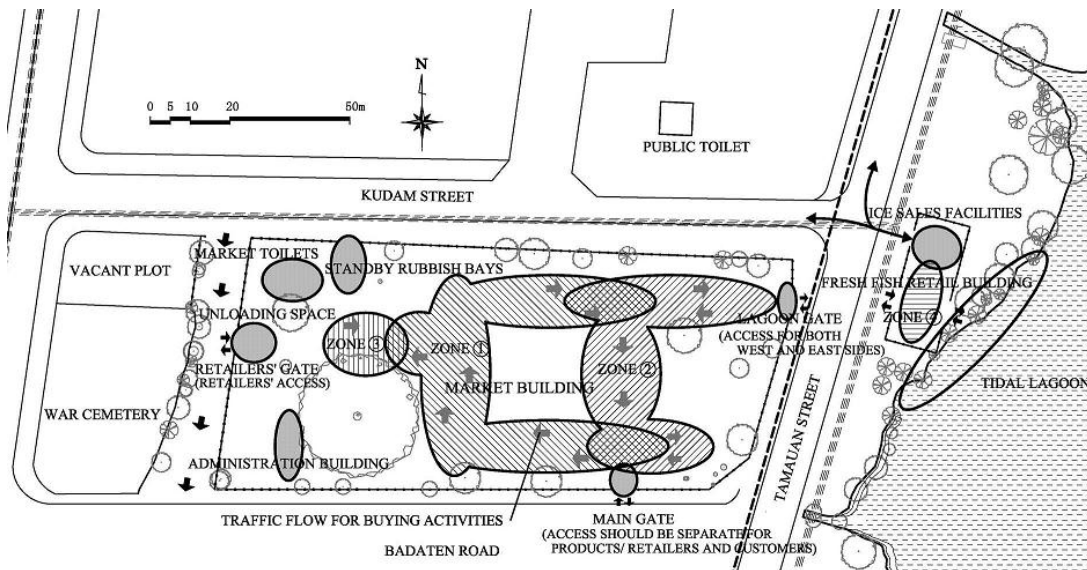 N
0 5 10 20 50m
PUBLIC TOILET
KUDAM STREET
ICE SALES FACILITIES
MARKET TOILETS
VACANT PLOT
STANDBY RUBBISH BAYS
FRESH FISH RETAIL BUILDING
UNLOADING SPACE
ZONE ④
LAGOON GATE
(ACCESS FOR BOTH
WEST AND EAST SIDES)
ZONE ③
ZONE ①
RETAILERS' GATE
(RETAILERS' ACCESS)
ZONE ②
MARKET BUILDING
TIDAL LAGOON
WAR CEMETERY
ADMINISTRATION BUILDING
TAMAUAN STREET
TRAFFIC FLOW FOR BUYING ACTIVITIES
MAIN GATE
(ACCESS SHOULD BE SEPARATE FOR
PRODUCTS/ RETAILERS AND CUSTOMERS)
BADATEN ROAD